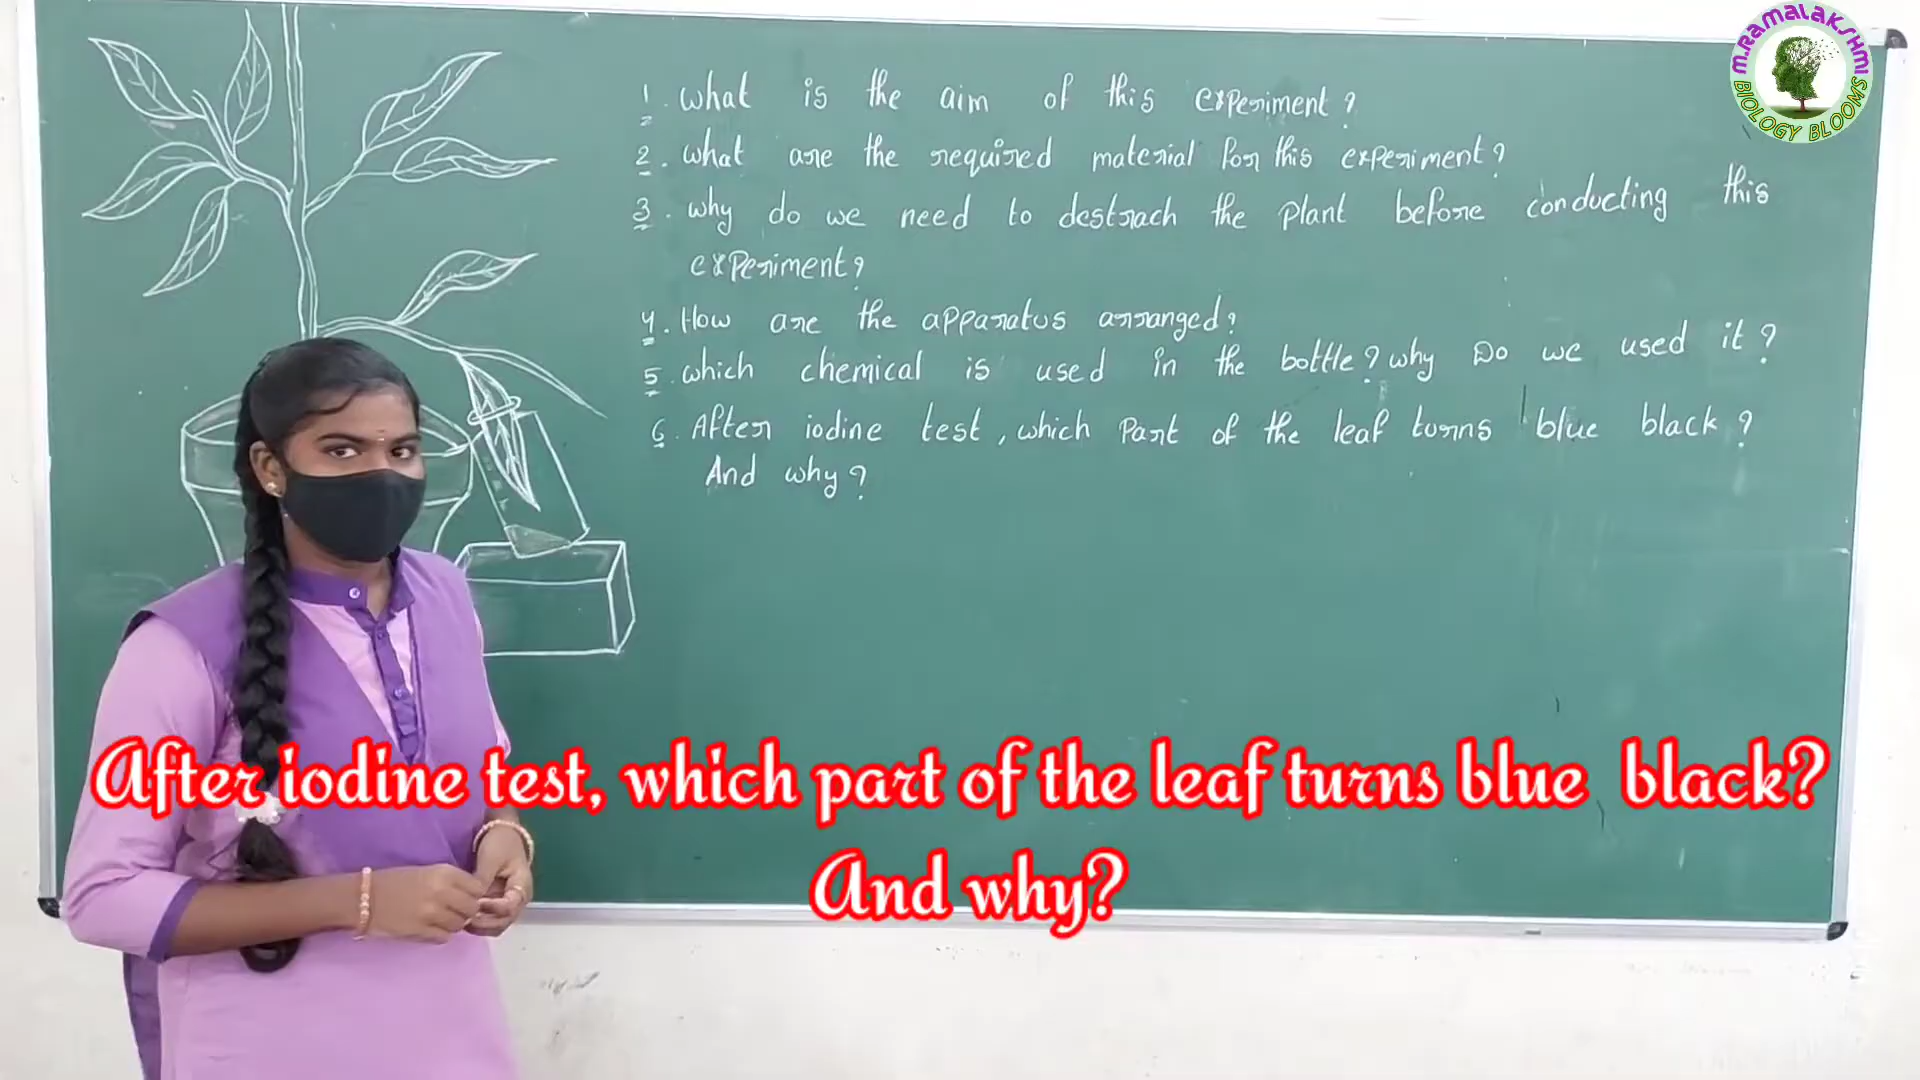 1. What is the aim of this experiment?
2. What are the required material for this experiment?
3. why do we need to destrach the plant before conducting this
experiment?
4. How are the apparatus arranged?
5. which chemical is used in the bottle? why Do we used it?
6. After iodine test, which part of the leaf turns blue black?
And why?
M.RAMALAKSHMI
BIOLOGY BLOOMS
After iodine test, which part of the leaf turns blue black?
And why?